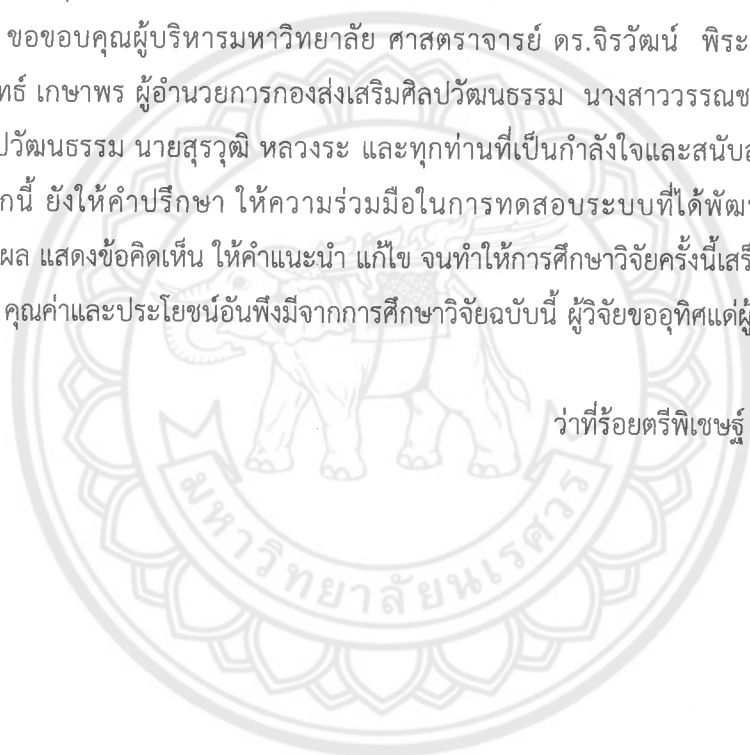 ขอขอบคุณผู้บริหารมหาวิทยาลัย ศาสตราจารย์ ดร.จิรวัฒน์ พิระ
ทธ์ เกษาพร ผู้อำนวยการกองส่งเสริมศิลปวัฒนธรรม นางสาววรรณช
ปวัฒนธรรม นายสุรวุฒิ หลวงระ และทุกท่านที่เป็นกำลังใจและสนับส
กนี้ ยังให้คำปรึกษา ให้ความร่วมมือในการทดสอบระบบที่ได้พัฒ
ผล แสดงข้อคิดเห็น ให้คำแนะนำ แก้ไข จนทำให้การศึกษาวิจัยครั้งนี้เสร็
คุณค่าและประโยชน์อันพึงมีจากการศึกษาวิจัยฉบับนี้ ผู้วิจัยขออุทิศแด่ผู้
ว่าที่ร้อยตรีพิเชษฐ์
มหาวิทยาลัยนเรศวร